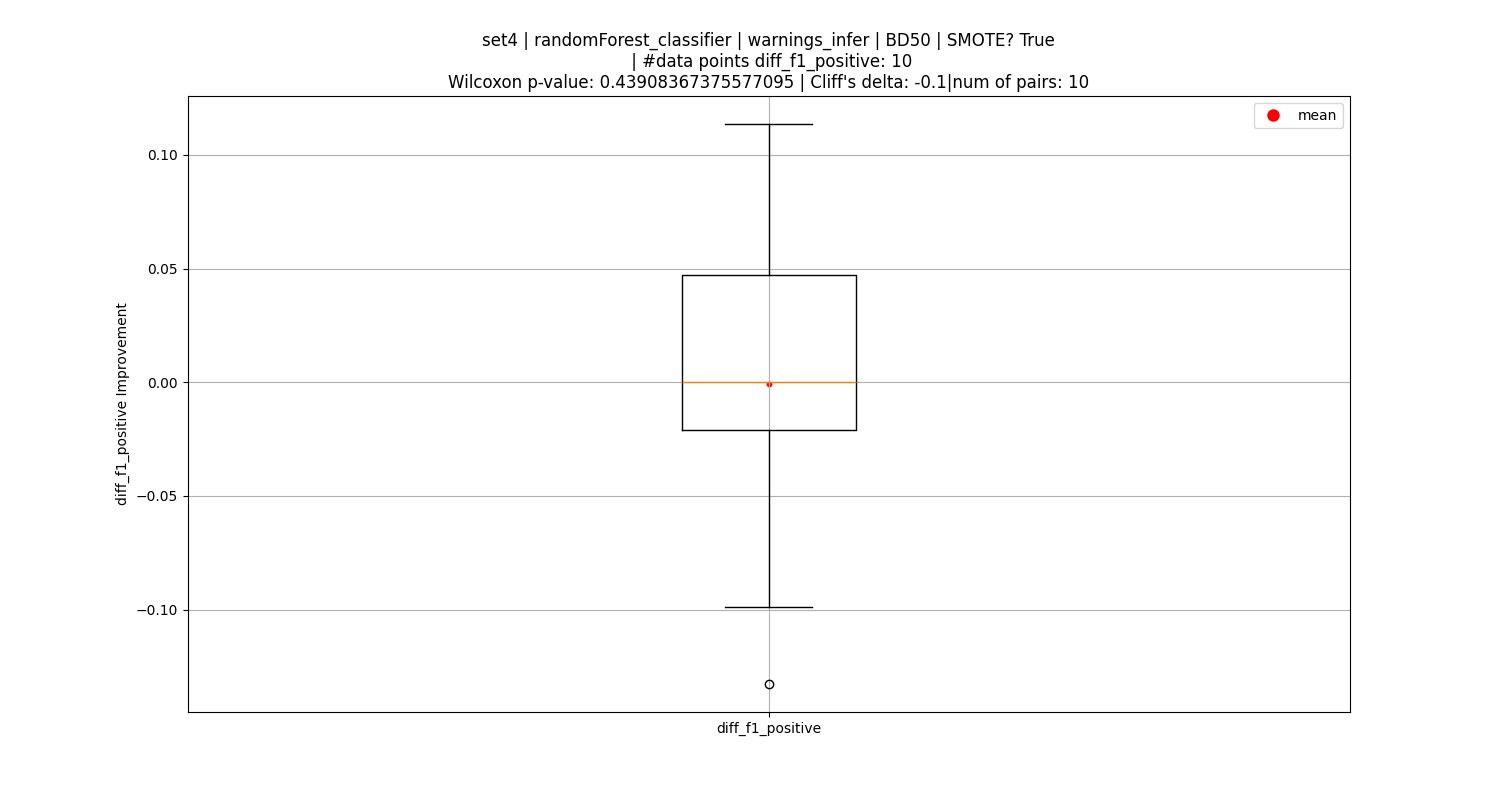 set4 | randomForest_classifier | warnings_infer | BD50 | SMOTE? True
| #data points diff_f1_positive: 10
Wilcoxon p-value: 0.43908367375577095 | Cliff's delta: -0.1|num of pairs: 10
mean
0.10
0.05
0.00
−0.05
−0.10
diff_f1_positive Improvement
diff_f1_positive